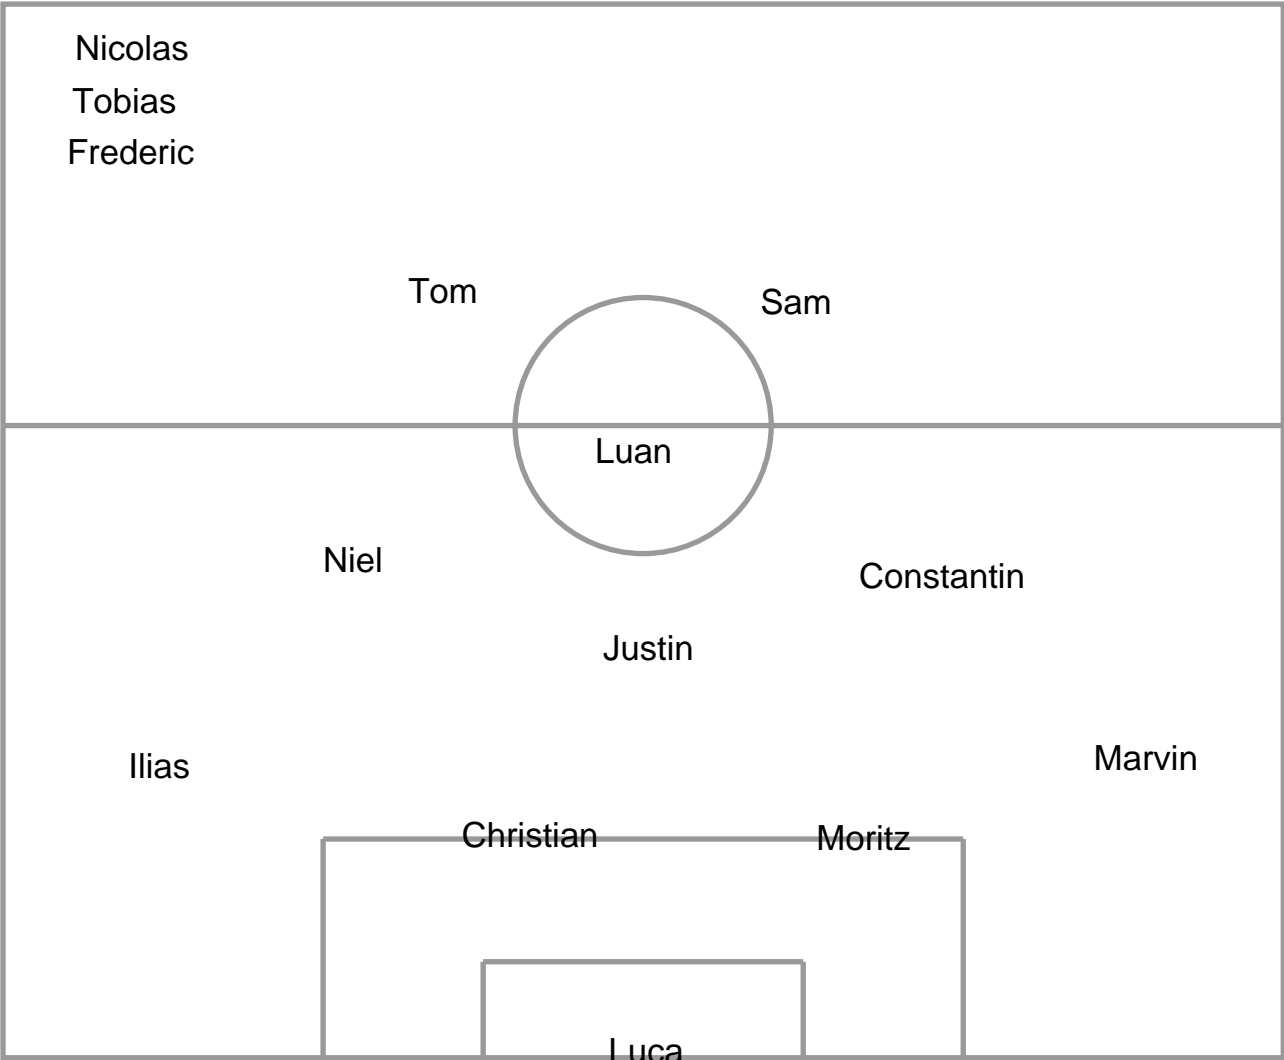 Nicolas
Tobias
Frederic
Tom
Sam
Luan
Niel
Constantin
Justin
Ilias
Marvin
Christian
Moritz
Luca